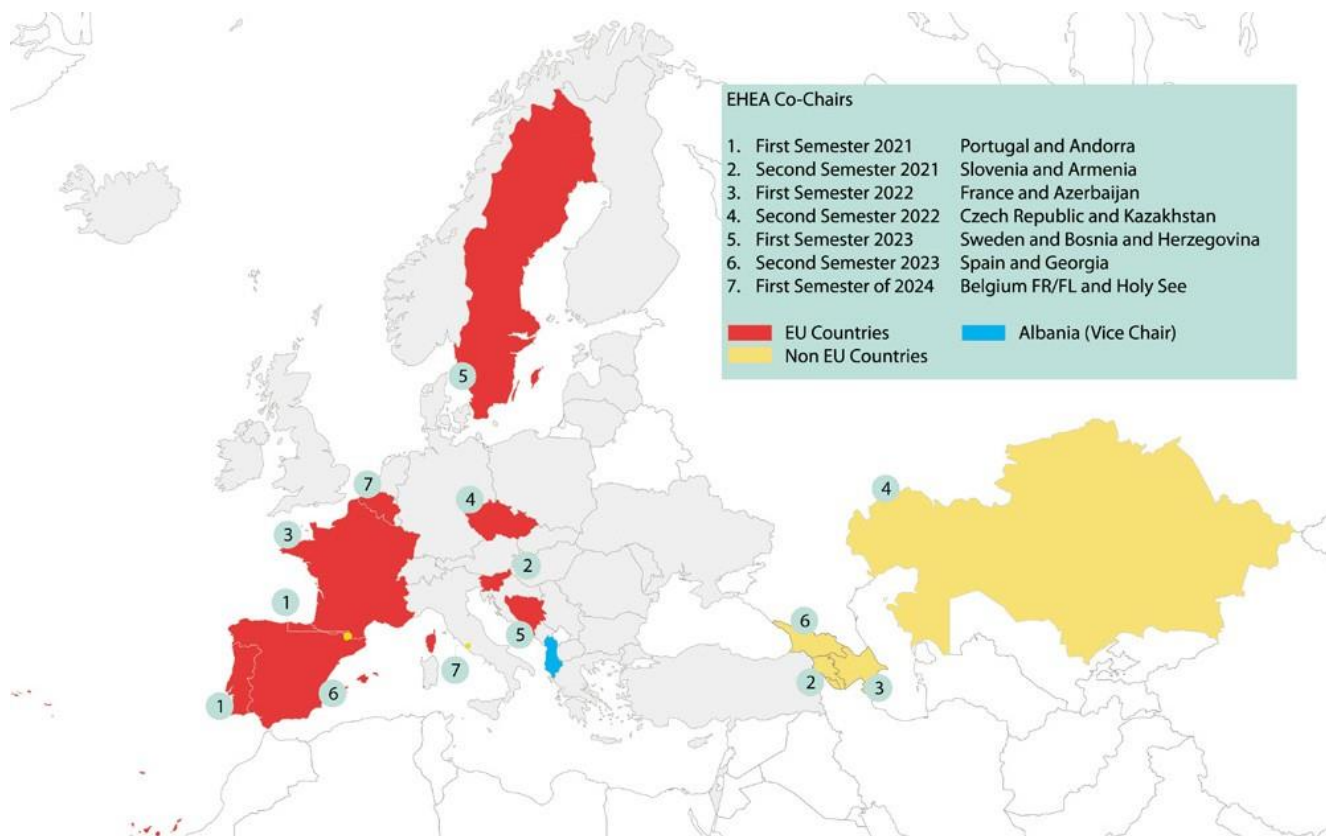 EHEA Co-Chairs
1. First Semester 2021 Portugal and Andorra
2. Second Semester 2021 Slovenia and Armenia
3. First Semester 2022 France and Azerbaijan
4. Second Semester 2022 Czech Republic and Kazakhstan
5. First Semester 2023 Sweden and Bosnia and Herzegovina
6. Second Semester 2023 Spain and Georgia
7. First Semester of 2024 Belgium FR/FL and Holy See
EU Countries Albania (Vice Chair)
Non EU Countries
5
7
4
4
3
2
1
6
5
7
2
3
6
1